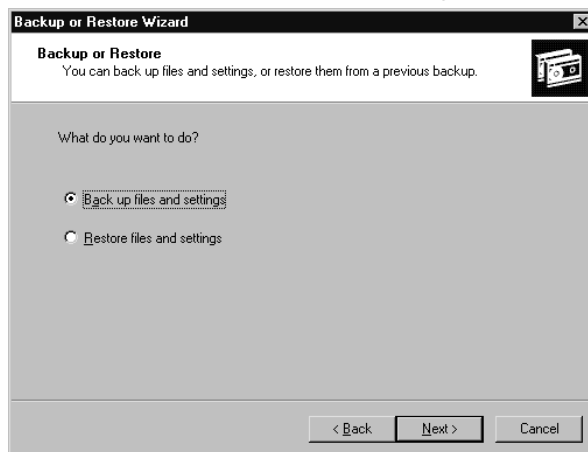 Backup or Restore Wizard
Backup or Restore
You can back up files and settings, or restore them from a previous backup.
What do you want to do?
Back up files and settings
Restore files and settings
< Back Next > Cancel